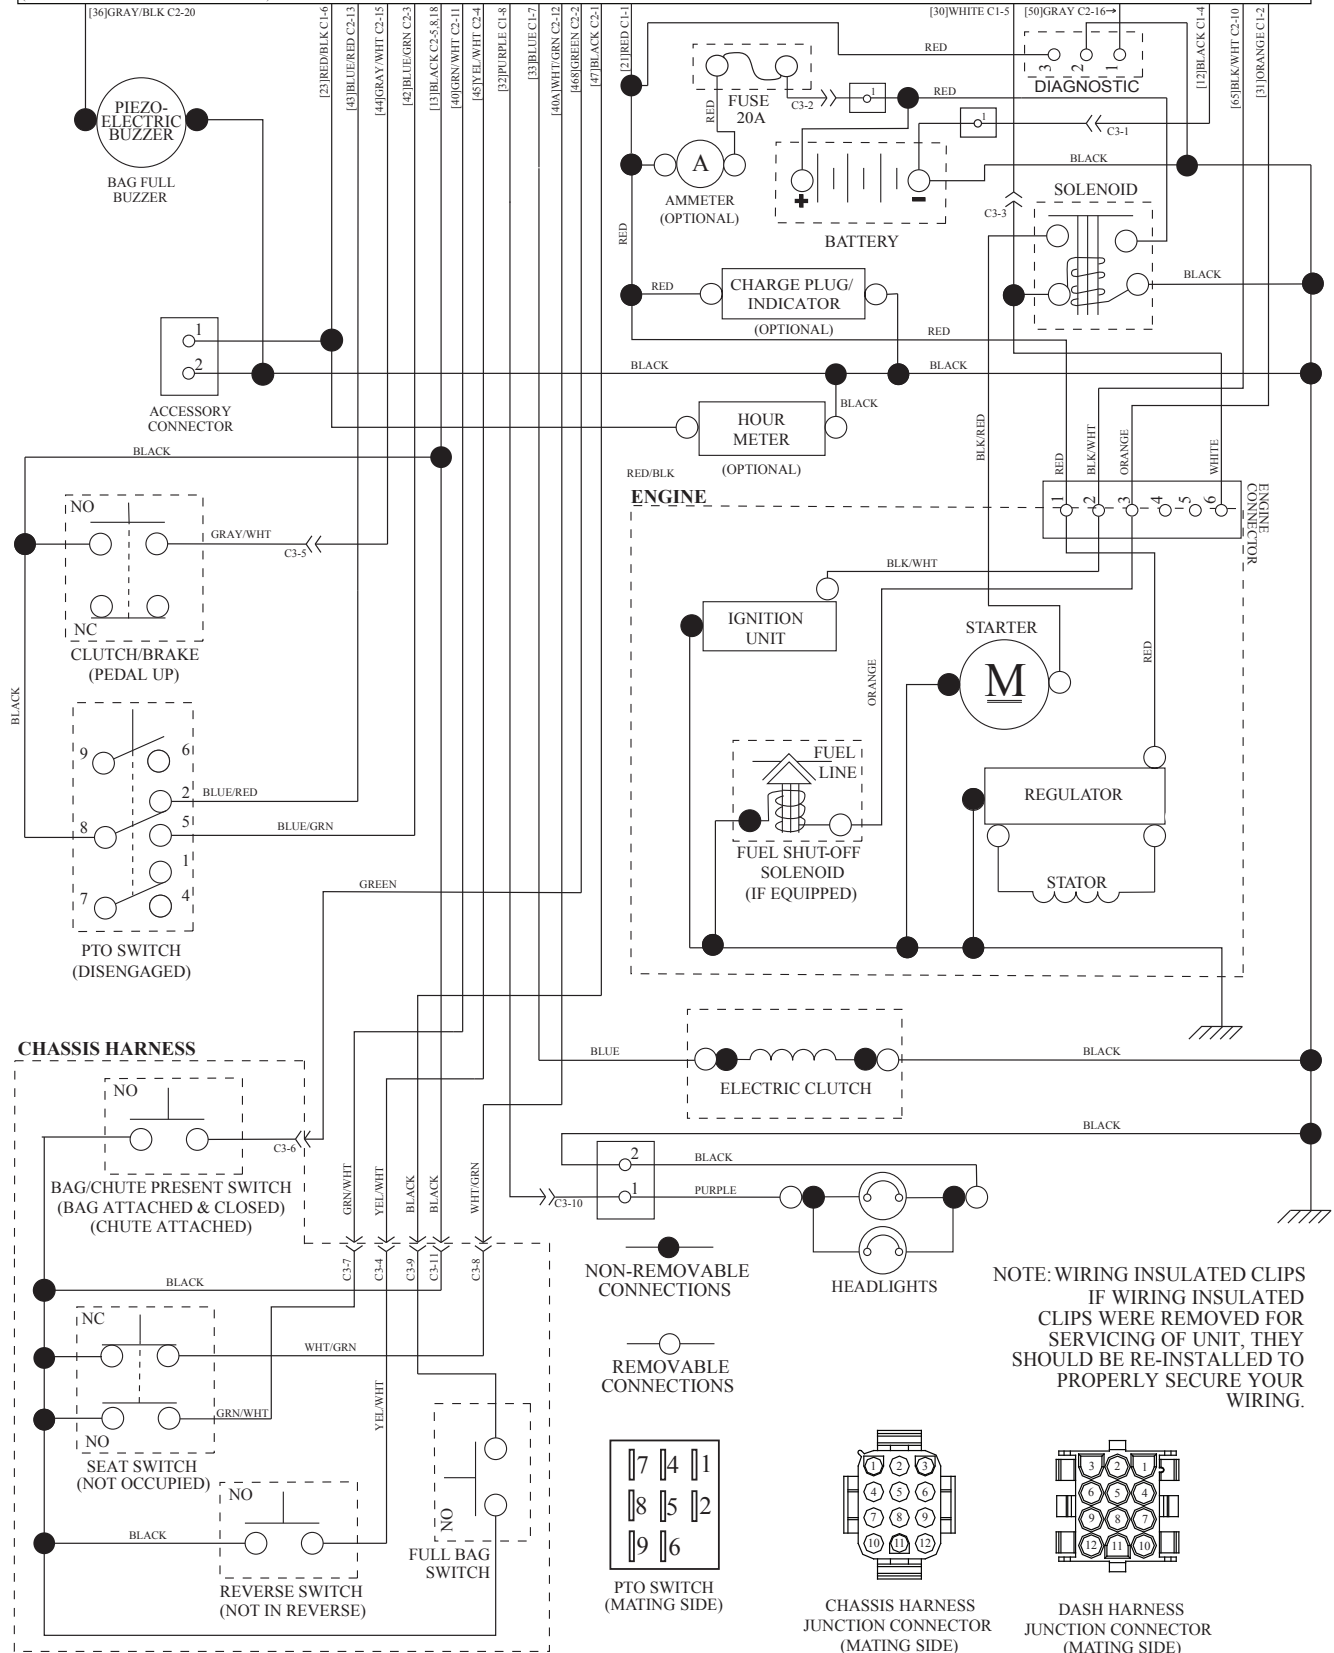 [36]GRAY/BLK C2-20
[23]RED/BLK C1-6
[43]BLUE/RED C2-13
[44]GRAY/WHT C2-15
[42]BLUE/GRN C2-3
[13]BLACK C2-5,8,18
[40]GRN/WHT C2-11
[45]YEL/WHT C2-4
[32]PURPLE C1-8
[33]BLUE C1-7
[40A]WHT/GRN C2-12
[468]GREEN C2-2
[47]BLACK C2-1
[21]RED C1-1
[30]WHITE C1-5
[50]GRAY C2-16→
[12]BLACK C1-4
[65]BLK/WHT C2-10
[31]ORANGE C1-2
PIEZO-
ELECTRIC
BUZZER
BAG FULL
BUZZER
RED
FUSE
20A
C3-2
1
RED
RED
3
2
1
DIAGNOSTIC
1
C3-1
A
AMMETER
(OPTIONAL)
+
-
BATTERY
BLACK
C3-3
SOLENOID
BLACK
RED
RED
CHARGE PLUG/
INDICATOR
(OPTIONAL)
RED
1
2
ACCESSORY
CONNECTOR
BLACK
BLACK
BLACK
HOUR
METER
(OPTIONAL)
RED/BLK
BLK/RED
RED
BLK/WHT
ORANGE
WHITE
BLACK
NO
GRAY/WHT
C3-5
NC
CLUTCH/BRAKE
(PEDAL UP)
BLACK
9
6
2
BLUE/RED
8
5
BLUE/GRN
1
7
4
PTO SWITCH
(DISENGAGED)
ENGINE
1
2
3
4
5
6
ENGINE
CONNECTOR
BLK/WHT
IGNITION
UNIT
ORANGE
STARTER
M
RED
FUEL
LINE
FUEL SHUT-OFF
SOLENOID
(IF EQUIPPED)
REGULATOR
STATOR
GREEN
CHASSIS HARNESS
NO
C3-6
BAG/CHUTE PRESENT SWITCH
(BAG ATTACHED & CLOSED)
(CHUTE ATTACHED)
GRN/WHT
YEL/WHT
BLACK
BLACK
WHT/GRN
C3-7
C3-4
C3-9
C3-11
C3-8
BLUE
ELECTRIC CLUTCH
BLACK
BLACK
2
BLACK
1
PURPLE
C3-10
HEADLIGHTS
BLACK
NC
WHT/GRN
NO
GRN/WHT
SEAT SWITCH
(NOT OCCUPIED)
YEL/WHT
NO
BLACK
REVERSE SWITCH
(NOT IN REVERSE)
NO
FULL BAG
SWITCH
NON-REMOVABLE
CONNECTIONS
REMOVABLE
CONNECTIONS
NOTE: WIRING INSULATED CLIPS
IF WIRING INSULATED
CLIPS WERE REMOVED FOR
SERVICING OF UNIT, THEY
SHOULD BE RE-INSTALLED TO
PROPERLY SECURE YOUR
WIRING.
7 4 1
8 5 2
9 6
PTO SWITCH
(MATING SIDE)
1 2 3
4 5 6
7 8 9
10 11 12
CHASSIS HARNESS
JUNCTION CONNECTOR
(MATING SIDE)
3 2 1
6 5 4
9 8 7
12 11 10
DASH HARNESS
JUNCTION CONNECTOR
(MATING SIDE)